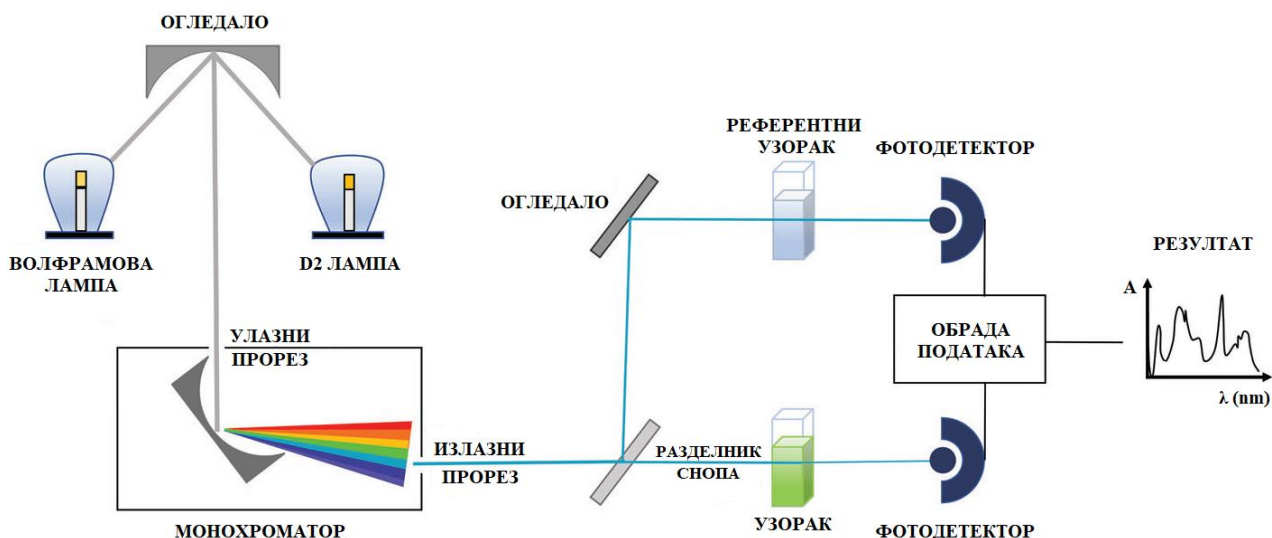 ОГЛЕДАЛО
ВОЛФРАМОВА
ЛАМПА
D2 ЛАМПА
УЛАЗНИ
ПРОРЕЗ
ИЗЛАЗНИ
ПРОРЕЗ
МОНОХРОМАТОР
ОГЛЕДАЛО
РЕФЕРЕНТНИ
УЗОРАК
ФОТОДЕТЕКТОР
РАЗДЕЛНИК
СНОПА
УЗОРАК
ФОТОДЕТЕКТОР
ОБРАДА
ПОДАТАКА
РЕЗУЛТАТ
A
λ (nm)